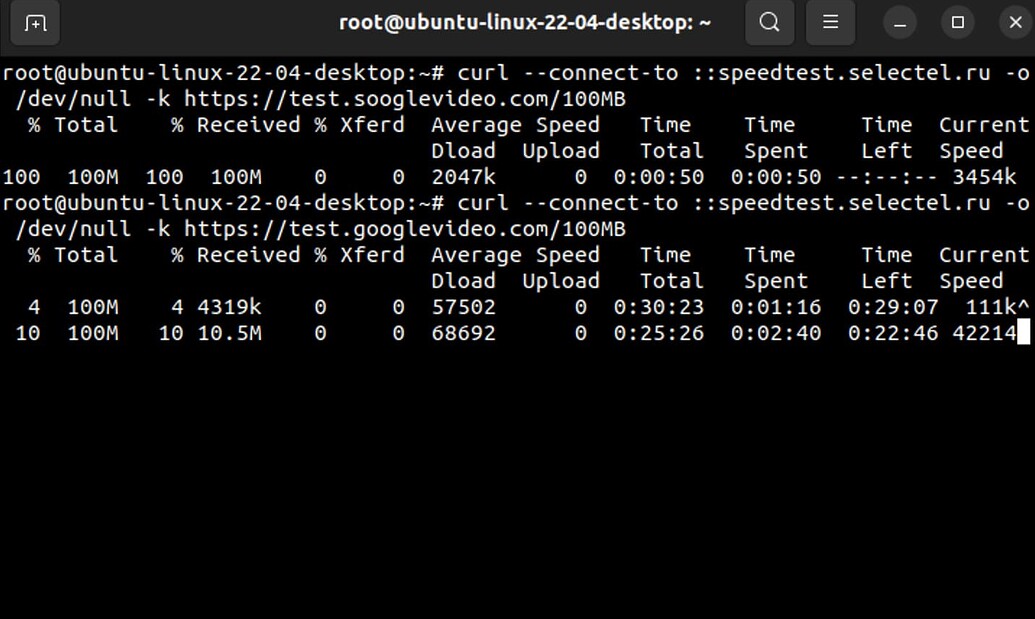 root@ubuntu-linux-22-04-desktop: ~
root@ubuntu-linux-22-04-desktop:~# curl --connect-to ::speedtest.selectel.ru -o
/dev/null -k https://test.sooglevideo.com/100MB
% Total % Received % Xferd Average Speed Time Time Time Current
Dload Upload Total Spent Left Speed
100 100M 100 100M 0 0 2047k 0 0:00:50 0:00:50 --:--:-- 3454k
root@ubuntu-linux-22-04-desktop:~# curl --connect-to ::speedtest.selectel.ru -o
/dev/null -k https://test.googlevideo.com/100MB
% Total % Received % Xferd Average Speed Time Time Time Current
Dload Upload Total Spent Left Speed
4 100M 4 4319k 0 0 57502 0 0:30:23 0:01:16 0:29:07 111k^
10 100M 10 10.5M 0 0 68692 0 0:25:26 0:02:40 0:22:46 42214